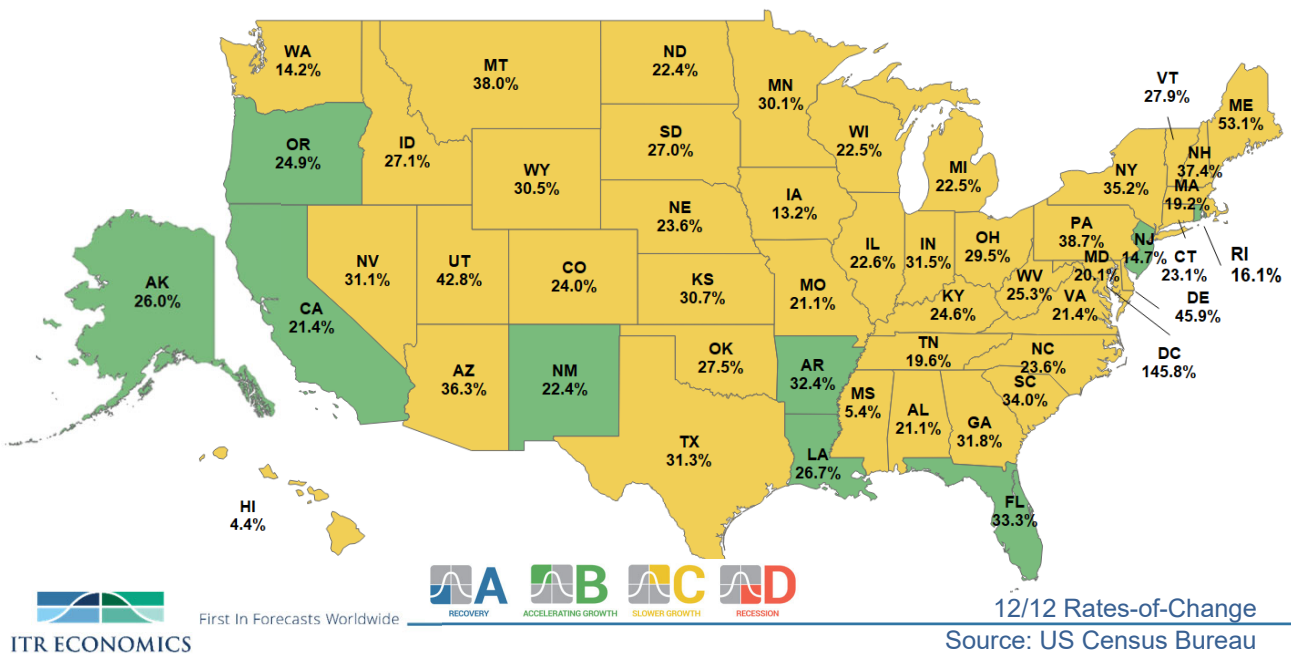 WA
14.2%
MT
38.0%
ND
22.4%
MN
30.1%
VT
27.9%
ME
53.1%
OR
24.9%
ID
27.1%
SD
27.0%
WI
22.5%
MI
22.5%
NH
37.4%
NY
35.2%
MA
19.2%
WY
30.5%
IA
13.2%
NE
23.6%
PA
38.7%
NJ
14.7%
CT
23.1%
RI
16.1%
NV
31.1%
UT
42.8%
CO
24.0%
IL
22.6%
IN
31.5%
OH
29.5%
MD
20.1%
AK
26.0%
CA
21.4%
KS
30.7%
MO
21.1%
WV
25.3%
KY
24.6%
VA
21.4%
DE
45.9%
AZ
36.3%
NM
22.4%
OK
27.5%
AR
32.4%
TN
19.6%
NC
23.6%
DC
145.8%
SC
34.0%
MS
5.4%
AL
21.1%
GA
31.8%
TX
31.3%
LA
26.7%
FL
33.3%
HI
4.4%
A
RECOVERY
B
ACCELERATING GROWTH
C
SLOWER GROWTH
D
RECESSION
ITR ECONOMICS
First In Forecasts Worldwide
12/12 Rates-of-Change
Source: US Census Bureau